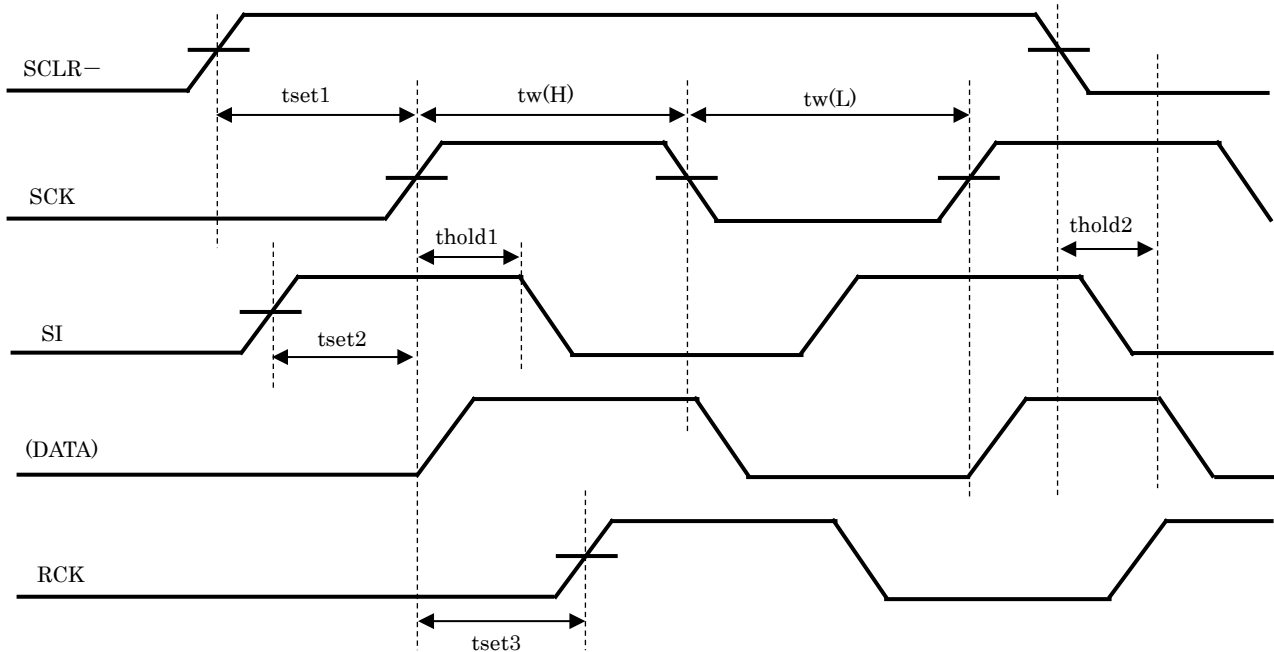 SCLR−
tset1
tw(H)
tw(L)
SCK
thold1
thold2
SI
tset2
(DATA)
RCK
tset3